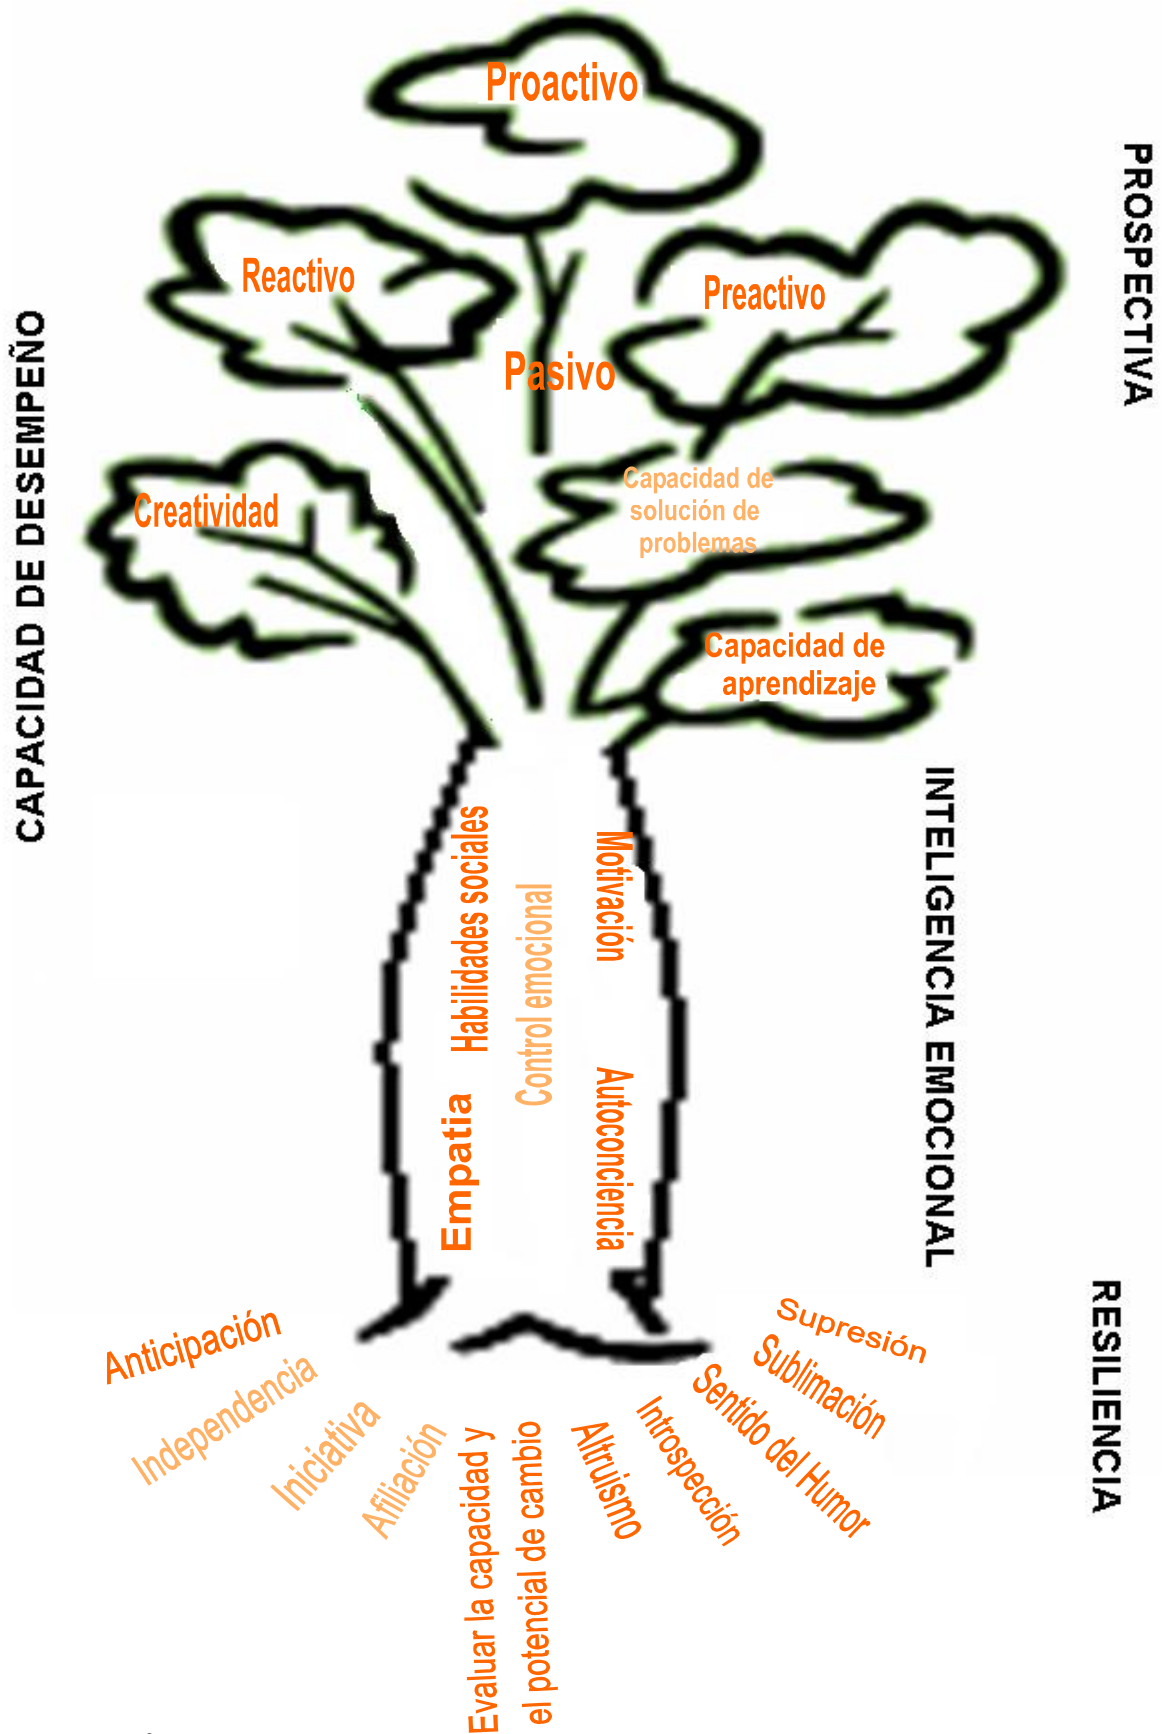 Proactivo
PROSPECTIVA
Reactivo
Preactivo
Pasivo
CAPACIDAD DE DESEMPEÑO
Creatividad
Capacidad de
solución de
problemas
Capacidad de
aprendizaje
INTELIGENCIA EMOCIONAL
Habilidades sociales
Control emocional
Motivación
Empatia
Autoconciencia
RESILIENCIA
Anticipación
Independencia
Iniciativa
Afiliación
Evaluar la capacidad y
el potencial de cambio
Altruismo
Introspección
Sentido del Humor
Sublimación
Supresión